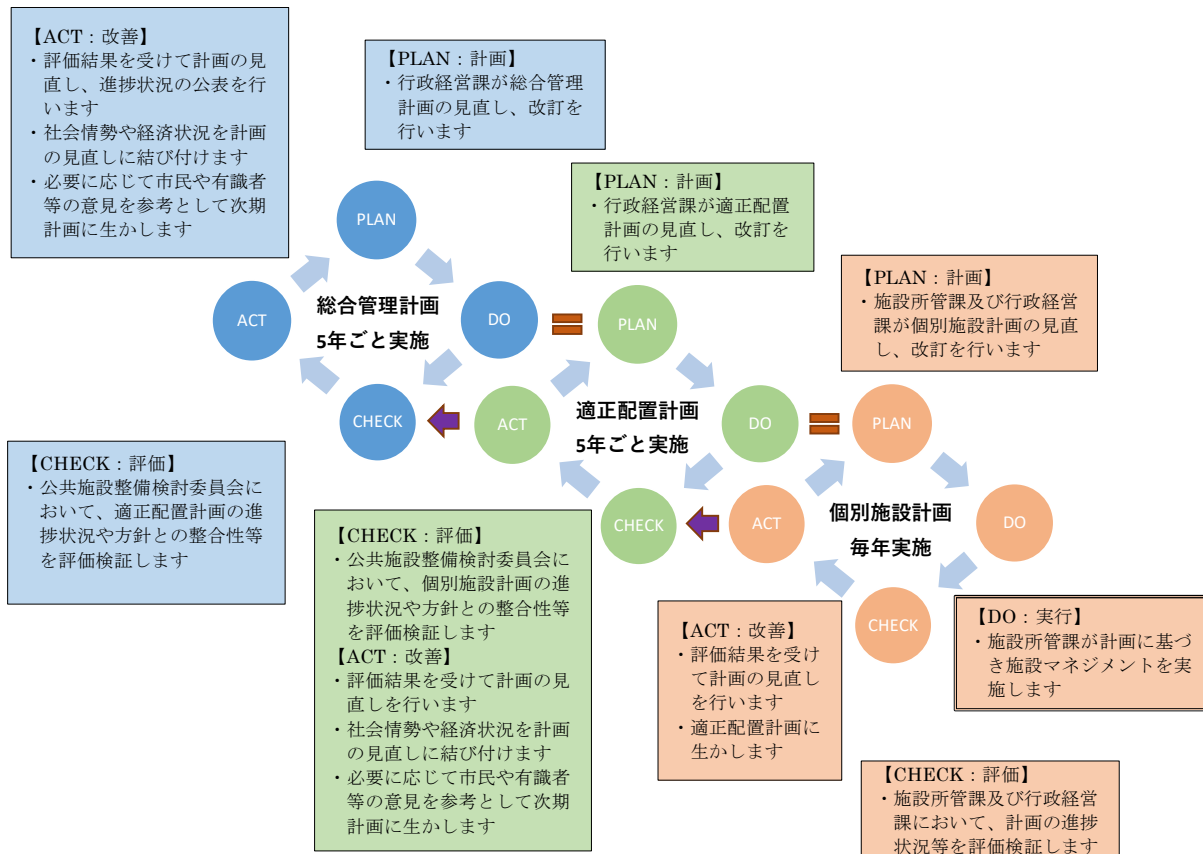 【ACT：改善】
・評価結果を受けて計画の見
直し、進捗状況の公表を行
います
・社会情勢や経済状況を計画
の見直しに結び付けます
・必要に応じて市民や有識者
等の意見を参考として次期
計画に生かします
【PLAN：計画】
・行政経営課が総合管理
計画の見直し、改訂を
行います
【PLAN：計画】
・行政経営課が適正配置
計画の見直し、改訂を
行います
【PLAN：計画】
・施設所管課及び行政経営
課が個別施設計画の見直
し、改訂を行います
PLAN
ACT
総合管理計画
5年ごと実施
DO
CHECK
PLAN
ACT
適正配置計画
5年ごと実施
DO
CHECK
PLAN
ACT
個別施設計画
毎年実施
DO
CHECK
【CHECK：評価】
・公共施設整備検討委員会に
おいて、適正配置計画の進
捗状況や方針との整合性等
を評価検証します
【CHECK：評価】
・公共施設整備検討委員会に
おいて、個別施設計画の進
捗状況や方針との整合性等
を評価検証します
【ACT：改善】
・評価結果を受けて計画の見
直しを行います
・社会情勢や経済状況を計画
の見直しに結び付けます
・必要に応じて市民や有識者
等の意見を参考として次期
計画に生かします
【ACT：改善】
・評価結果を受け
て計画の見直し
を行います
・適正配置計画に
生かします
【DO：実行】
・施設所管課が計画に基づ
き施設マネジメントを実
施します
【CHECK：評価】
・施設所管課及び行政経営
課において、計画の進捗
状況等を評価検証します